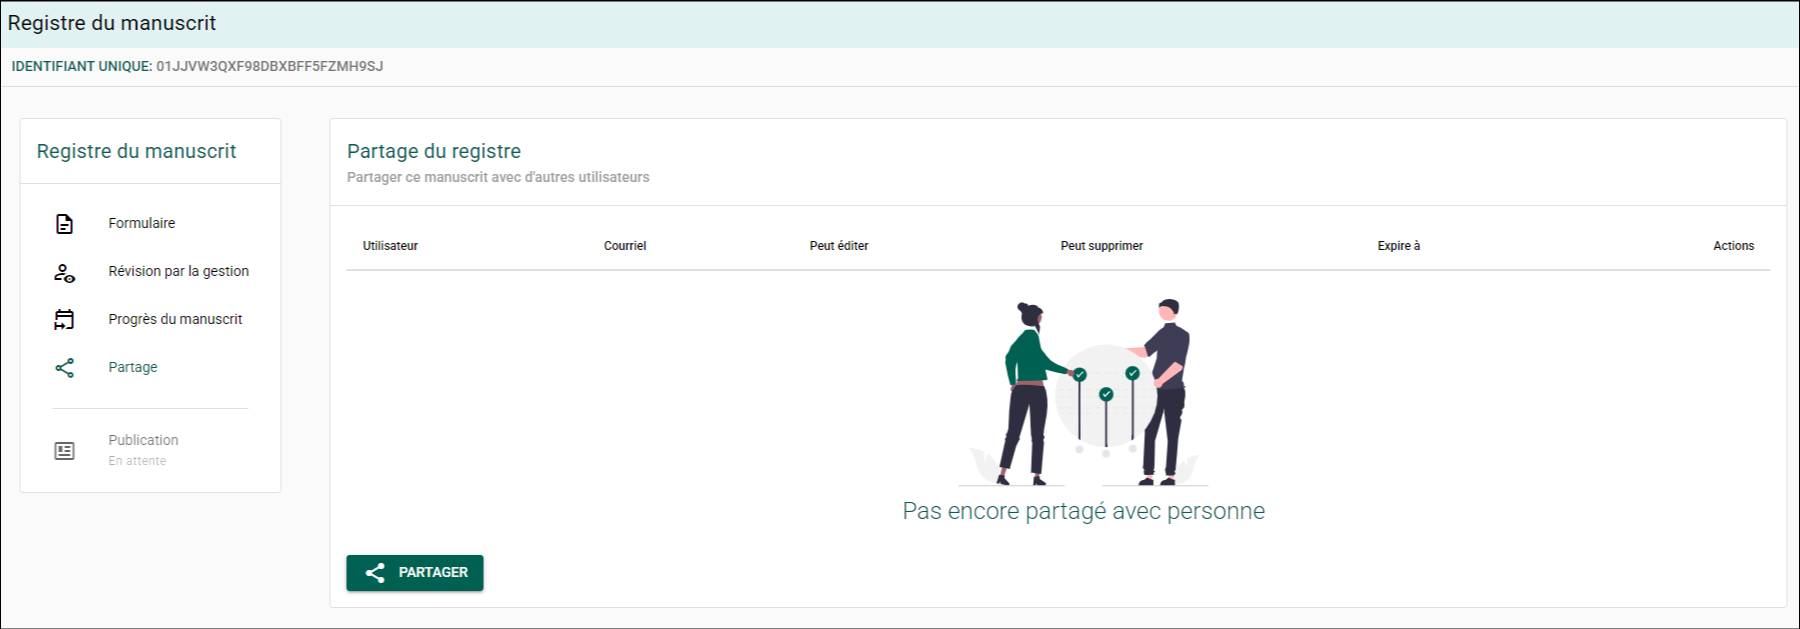 Registre du manuscrit
IDENTIFIANT UNIQUE: 01JJVW3QXF98DBXBFF5FZMH9SJ
Registre du manuscrit
Formulaire
Révision par la gestion
Progrès du manuscrit
Partage
Publication
En attente
Partage du registre
Partager ce manuscrit avec d'autres utilisateurs
Utilisateur Courriel Peut éditer Peut supprimer Expire à Actions
Pas encore partagé avec personne
PARTAGER